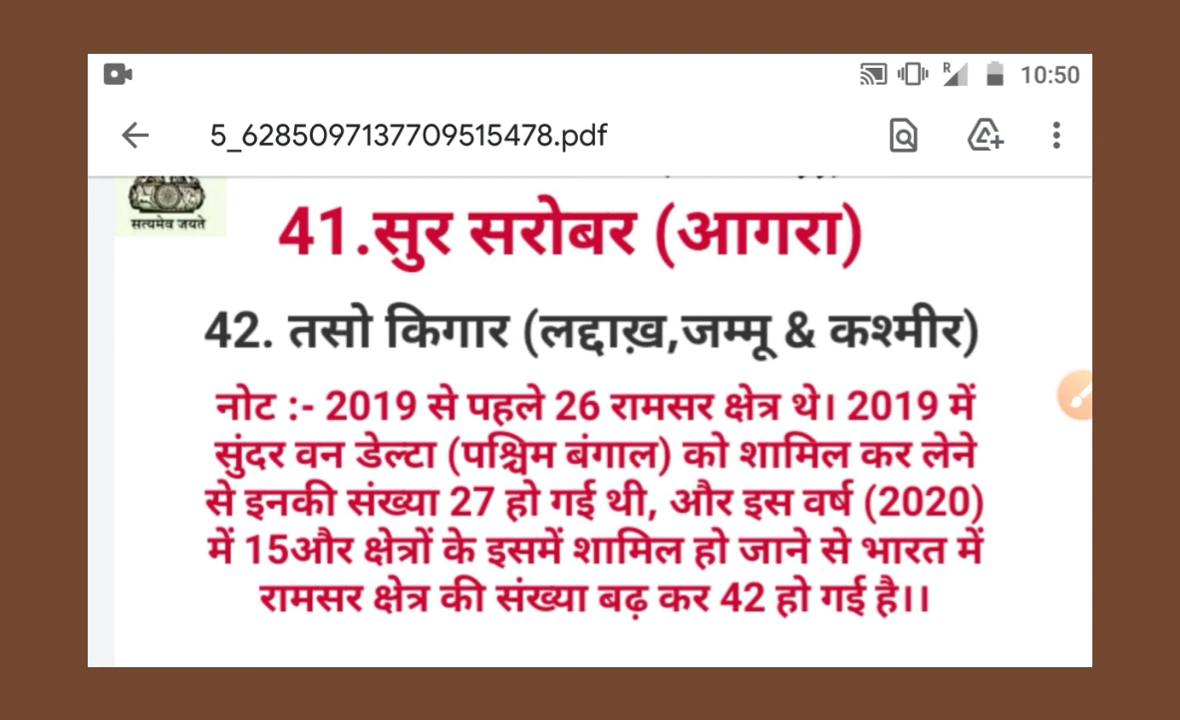 10:50
5_6285097137709515478.pdf
सत्यमेव जयते
41.सुर सरोबर (आगरा)
42. तसो किगार (लद्दाख़,जम्मू & कश्मीर)
नोट :- 2019 से पहले 26 रामसर क्षेत्र थे। 2019 में
सुंदर वन डेल्टा (पश्चिम बंगाल) को शामिल कर लेने
से इनकी संख्या 27 हो गई थी, और इस वर्ष (2020)
में 15और क्षेत्रों के इसमें शामिल हो जाने से भारत में
रामसर क्षेत्र की संख्या बढ़ कर 42 हो गई है।।